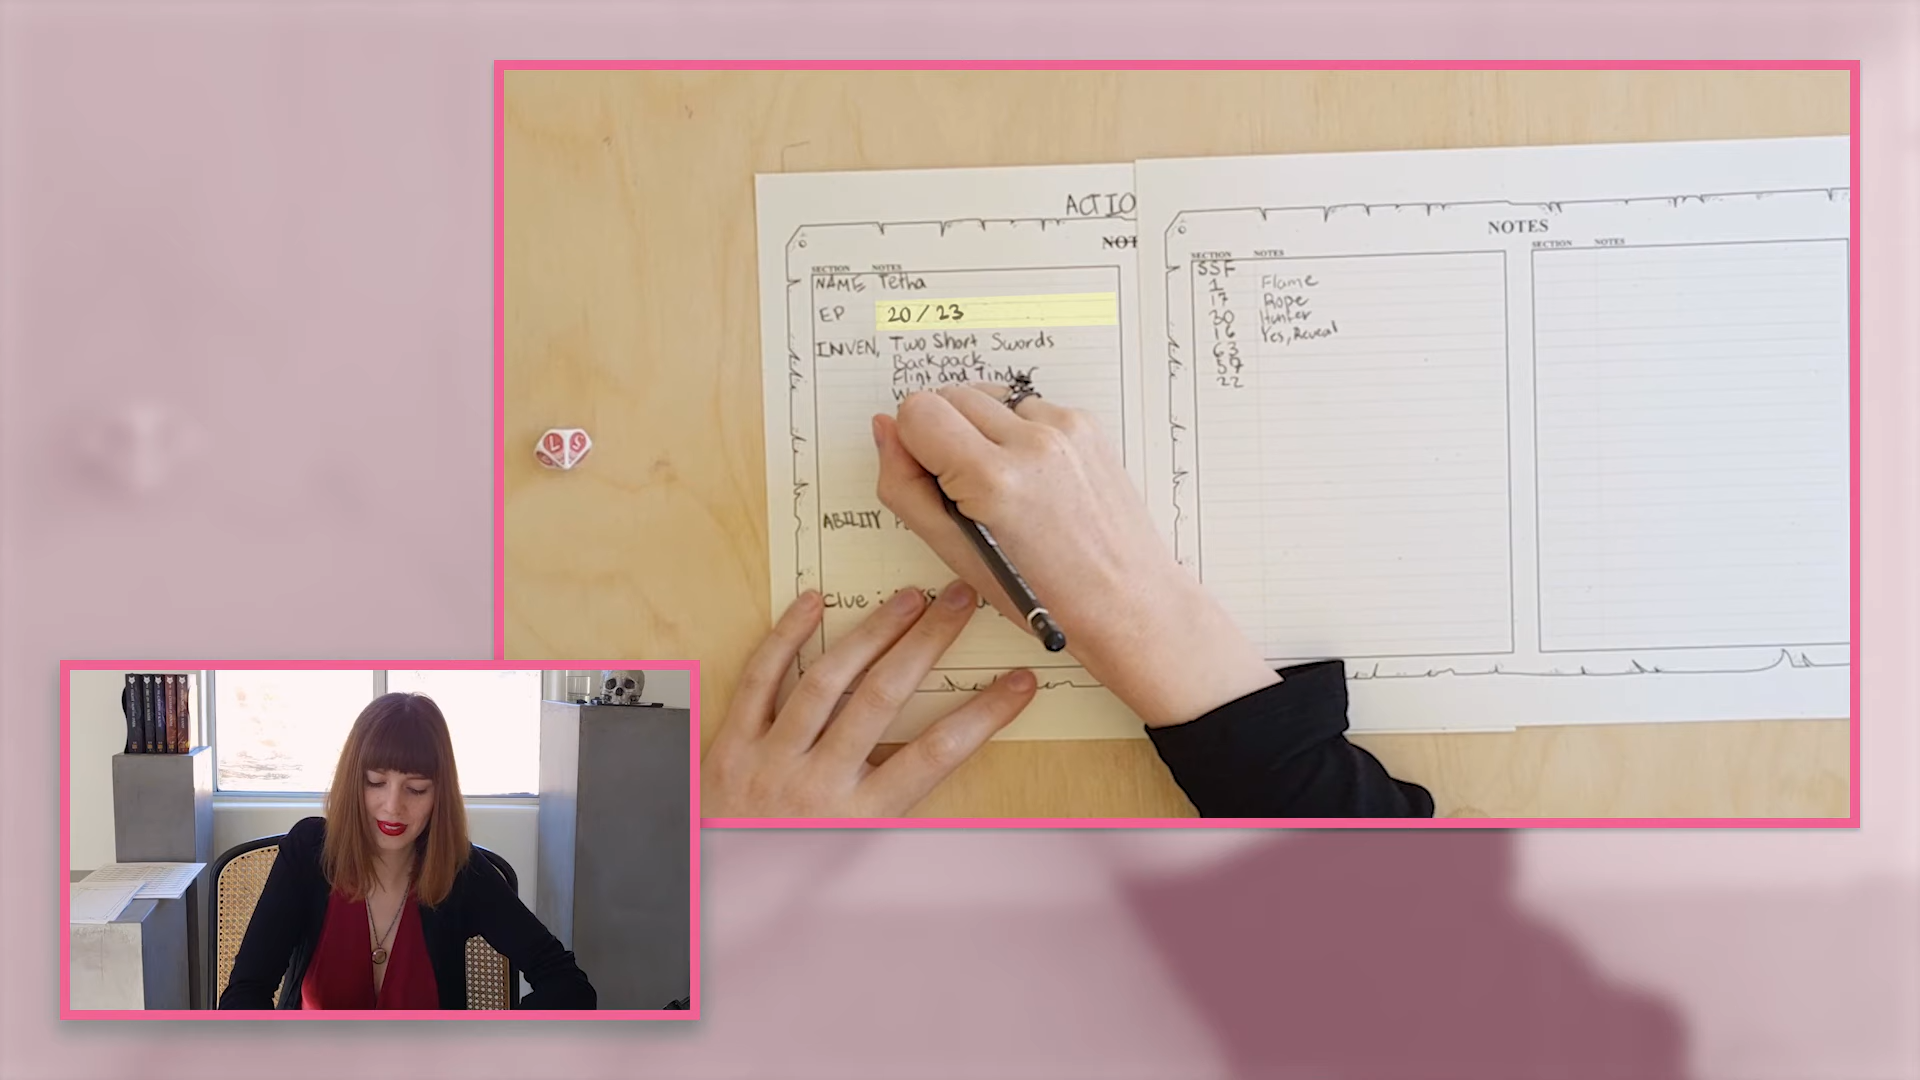 ACTIO
NOT
SECTION NOTES
NAME Tetha
EP 20 / 23
INVEN, Two Short Swords
Backpack
Flint and Tinder
ABILITY
Clue :
L S
NOTES
SECTION NOTES
SSF
1 Flame
17 Rope
30 Hunter
16 Yes, Reveal
63
59
22
SECTION NOTES